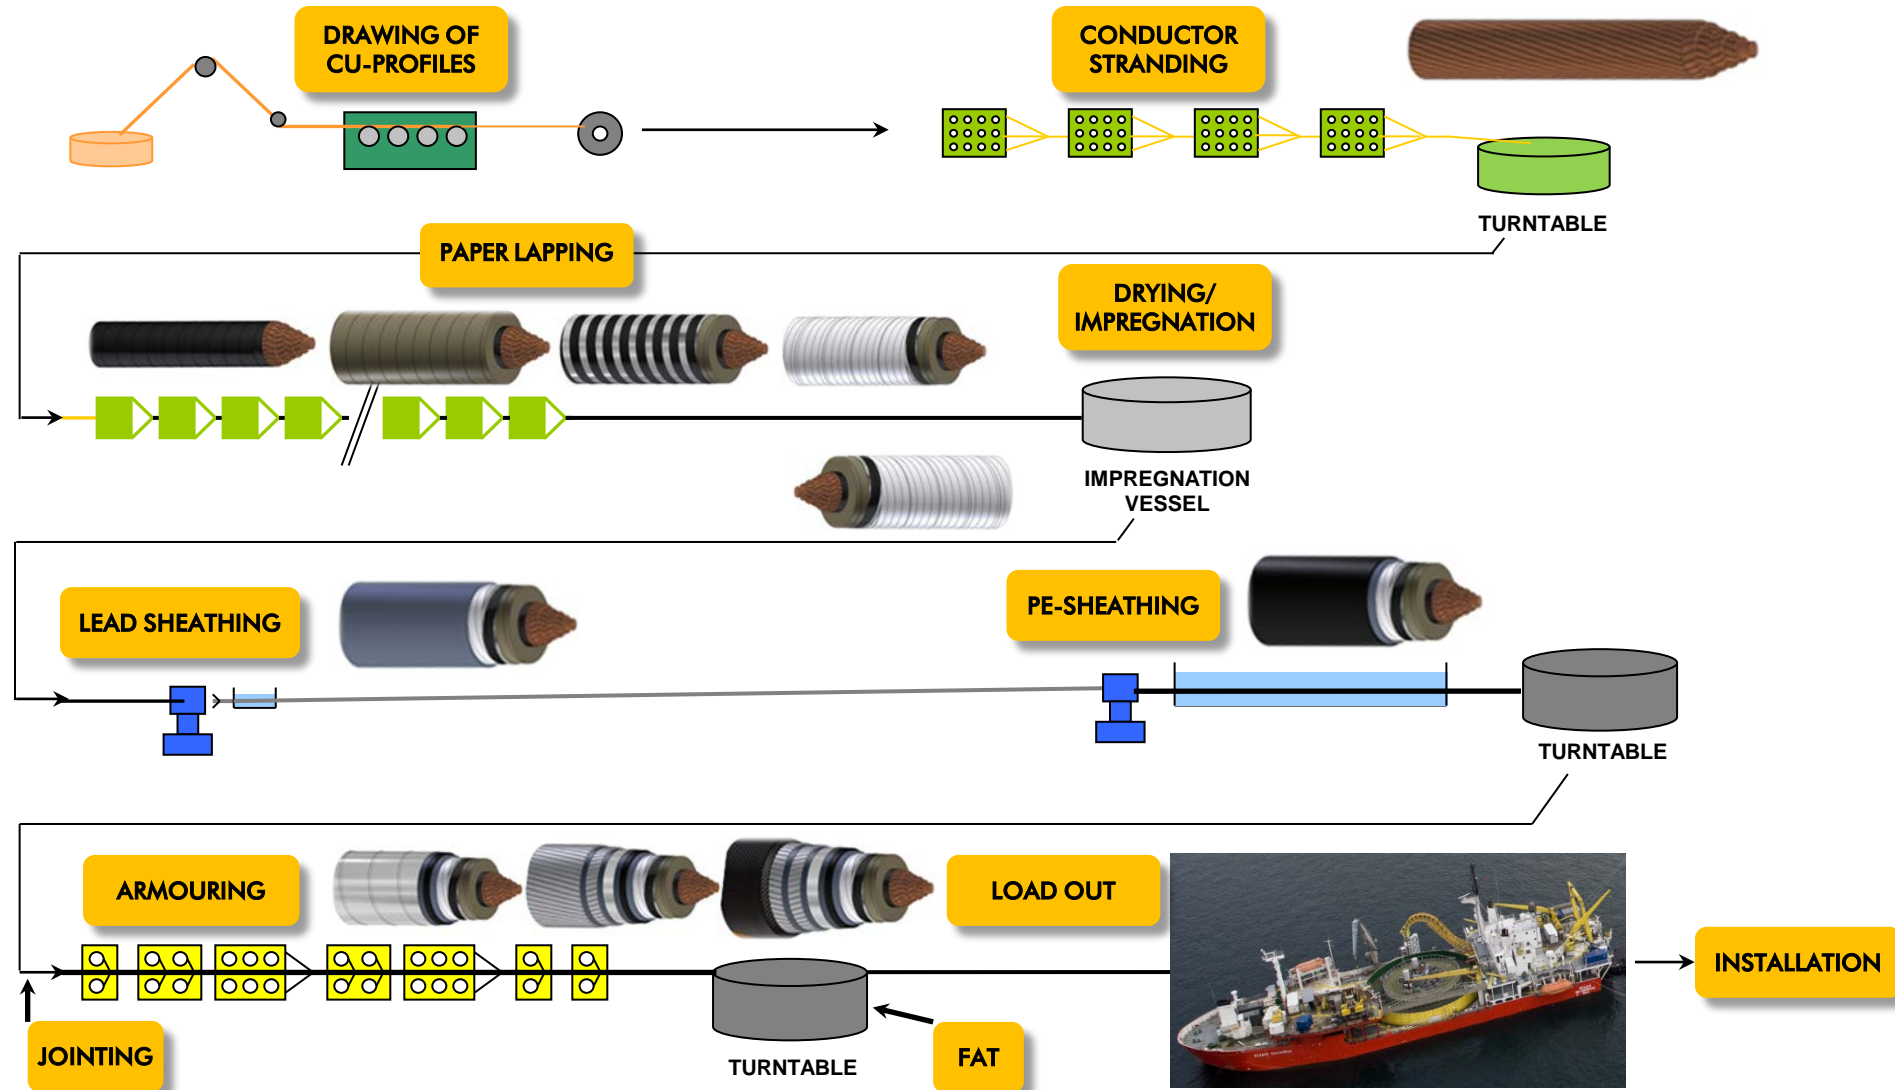 DRAWING OF
CU-PROFILES
CONDUCTOR
STRANDING
TURNTABLE
PAPER LAPPING
DRYING/
IMPREGNATION
IMPREGNATION
VESSEL
LEAD SHEATHING
PE-SHEATHING
TURNTABLE
ARMOURING
LOAD OUT
INSTALLATION
JOINTING
TURNTABLE
FAT